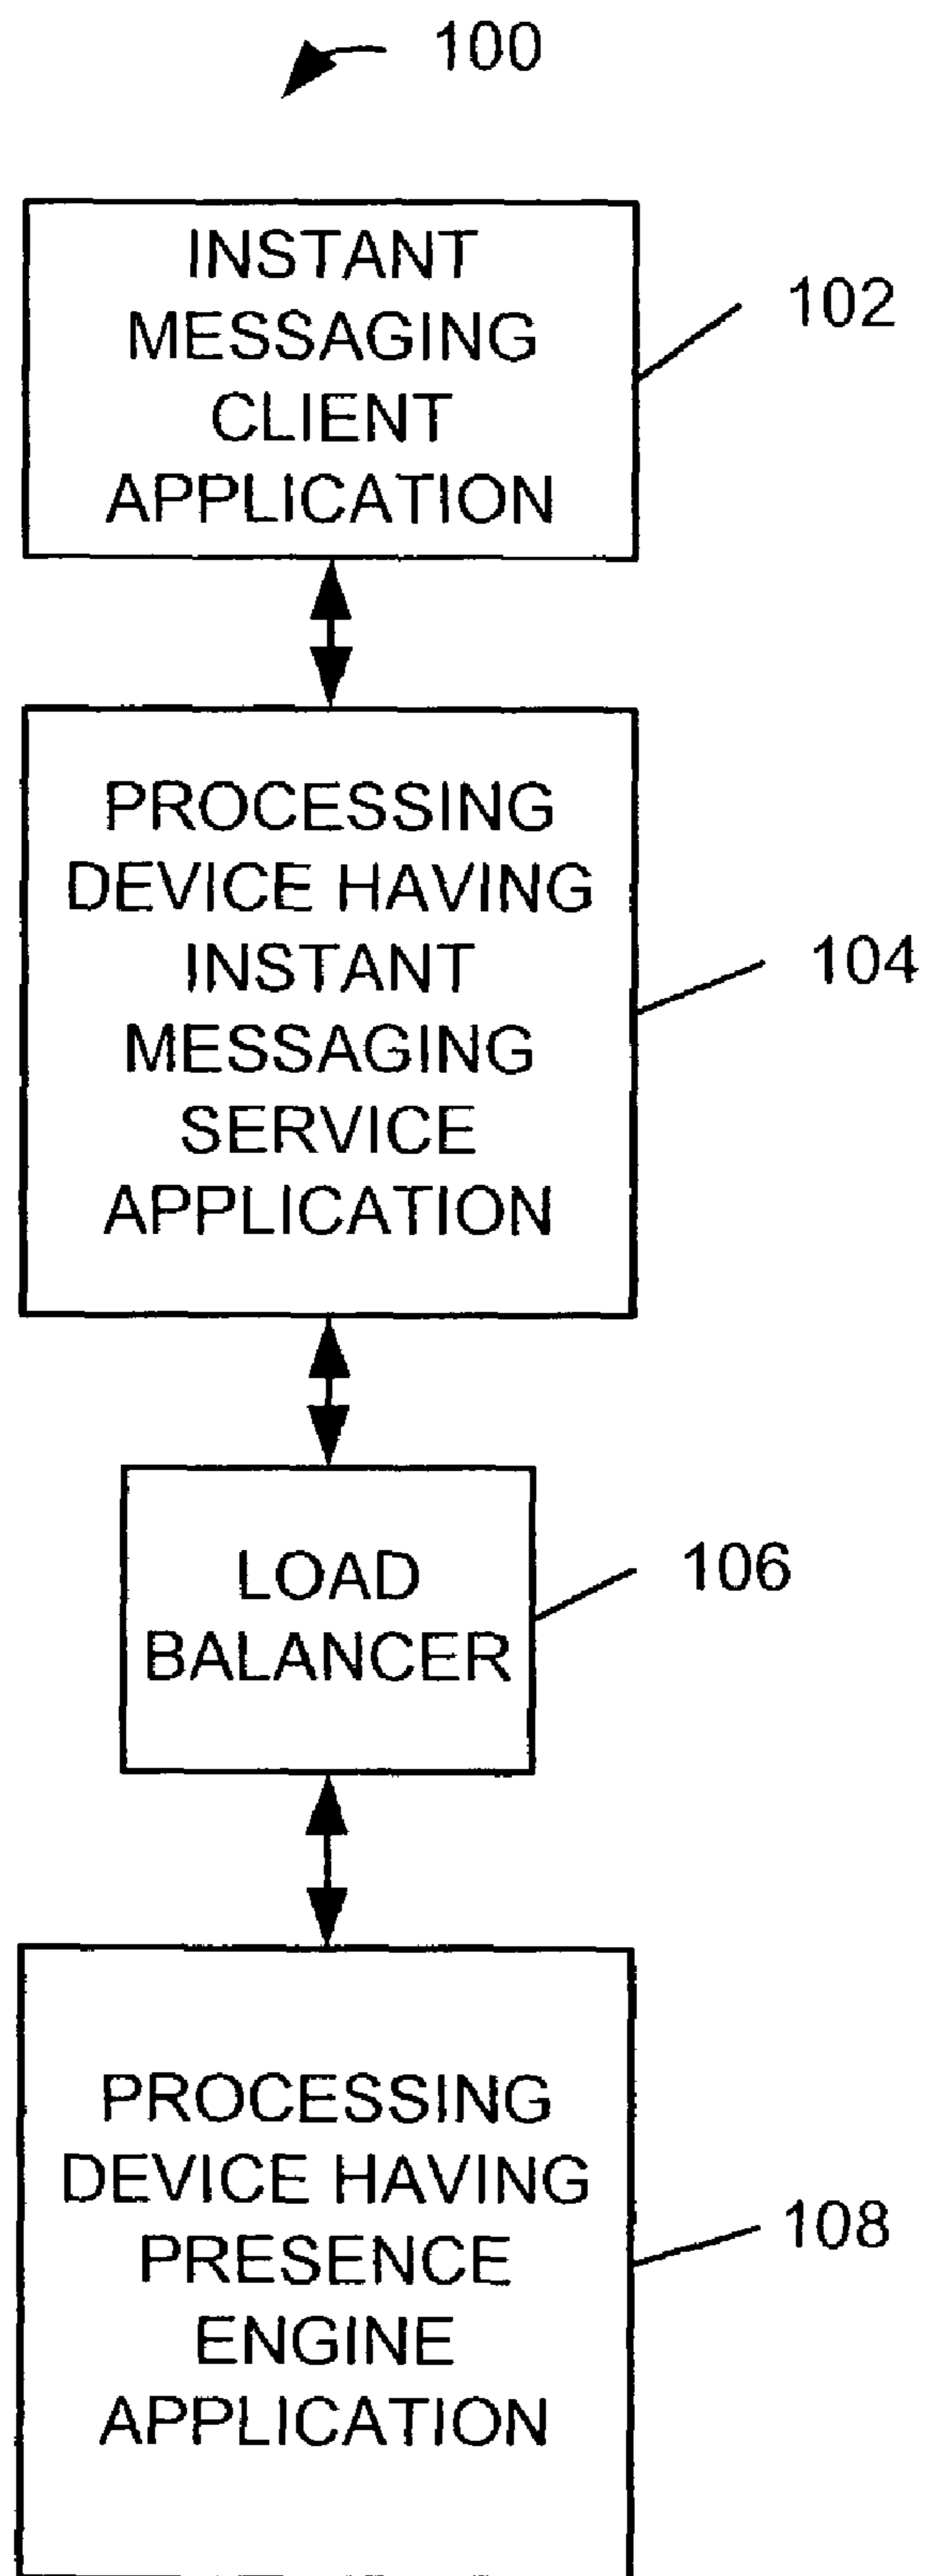 100
INSTANT
MESSAGING
CLIENT
APPLICATION
102
PROCESSING
DEVICE HAVING
INSTANT
MESSAGING
SERVICE
APPLICATION
104
LOAD
BALANCER
106
PROCESSING
DEVICE HAVING
PRESENCE
ENGINE
APPLICATION
108